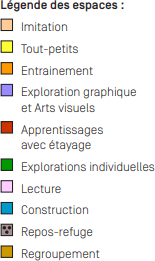 Légende des espaces :
Imitation
Tout-petits
Entrainement
Exploration graphique
et Arts visuels
Apprentissages
avec étayage
Explorations individuelles
Lecture
Construction
Repos-refuge
Regroupement